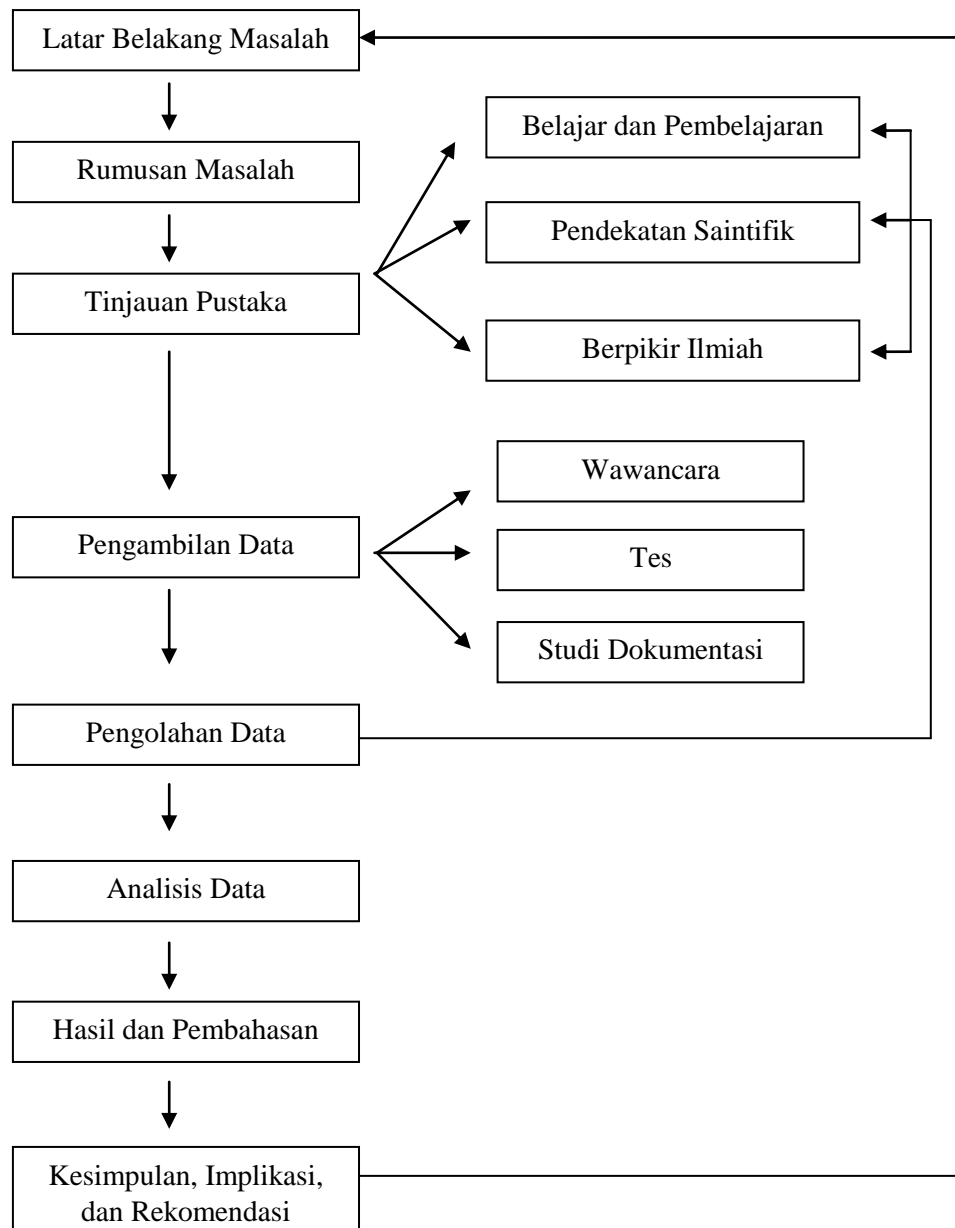 Latar Belakang Masalah
Rumusan Masalah
Tinjauan Pustaka
Belajar dan Pembelajaran
Pendekatan Saintifik
Berpikir Ilmiah
Pengambilan Data
Wawancara
Tes
Studi Dokumentasi
Pengolahan Data
Analisis Data
Hasil dan Pembahasan
Kesimpulan, Implikasi,
dan Rekomendasi